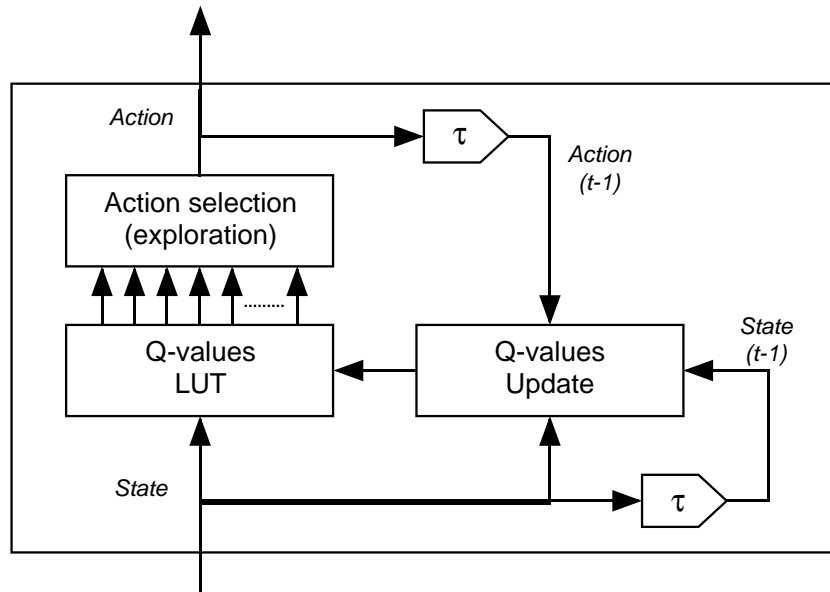 Action
τ
Action
(t-1)
Action selection
(exploration)
.........
Q-values
LUT
Q-values
Update
State
(t-1)
State
τ